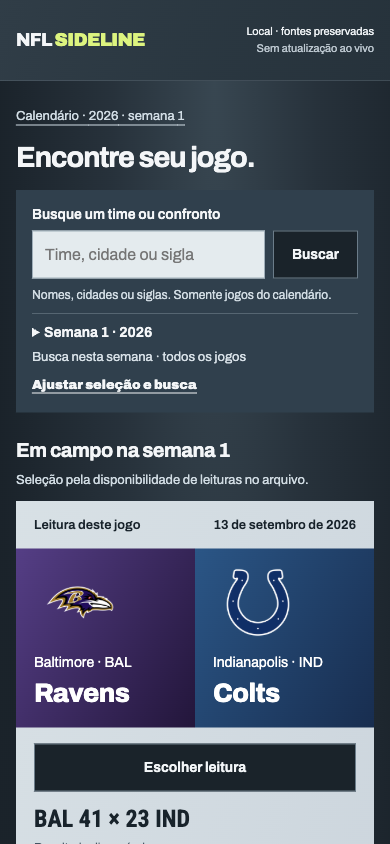 NFL SIDELINE
Local · fontes preservadas
Sem atualização ao vivo
Calendário · 2026 · semana 1
Encontre seu jogo.
Busque um time ou confronto
Time, cidade ou sigla
Buscar
Nomes, cidades ou siglas. Somente jogos do calendário.
▶ Semana 1 · 2026
Busca nesta semana · todos os jogos
Ajustar seleção e busca
Em campo na semana 1
Seleção pela disponibilidade de leituras no arquivo.
Leitura deste jogo
13 de setembro de 2026
Baltimore · BAL
Ravens
Indianapolis · IND
Colts
Escolher leitura
BAL 41 × 23 IND